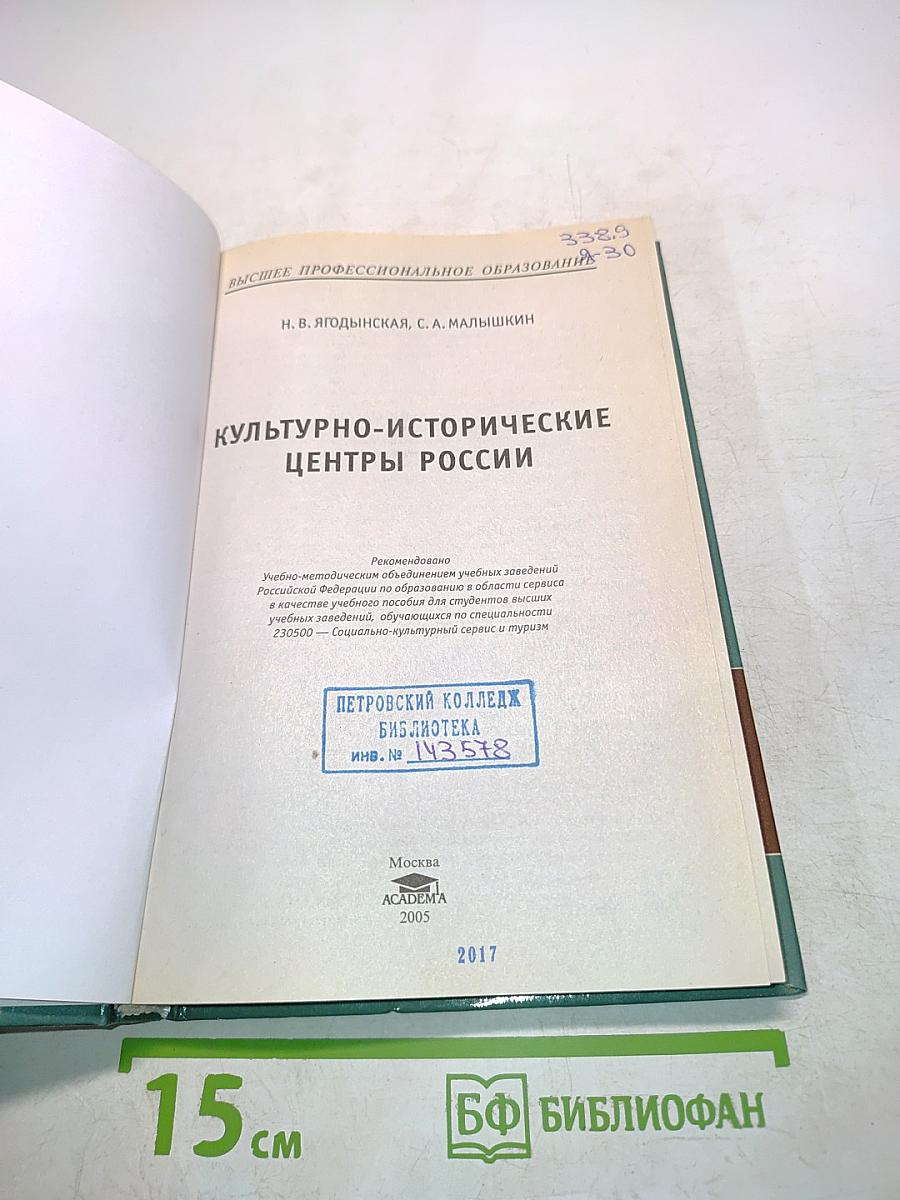 338.9
Я-30
ВЫСШЕЕ ПРОФЕССИОНАЛЬНОЕ ОБРАЗОВАНИЕ
Н. В. ЯГОДЫНСКАЯ, С. А. МАЛЫШКИН
КУЛЬТУРНО-ИСТОРИЧЕСКИЕ
ЦЕНТРЫ РОССИИ
Рекомендовано
Учебно-методическим объединением учебных заведений
Российской Федерации по образованию в области сервиса
в качестве учебного пособия для студентов высших
учебных заведений, обучающихся по специальности
230500 — Социально-культурный сервис и туризм
ПЕТРОВСКИЙ КОЛЛЕДЖ
БИБЛИОТЕКА
ИНВ. № 143578
Москва
ACADEMA
2005
2017
15 см
БФ БИБЛИОФАН